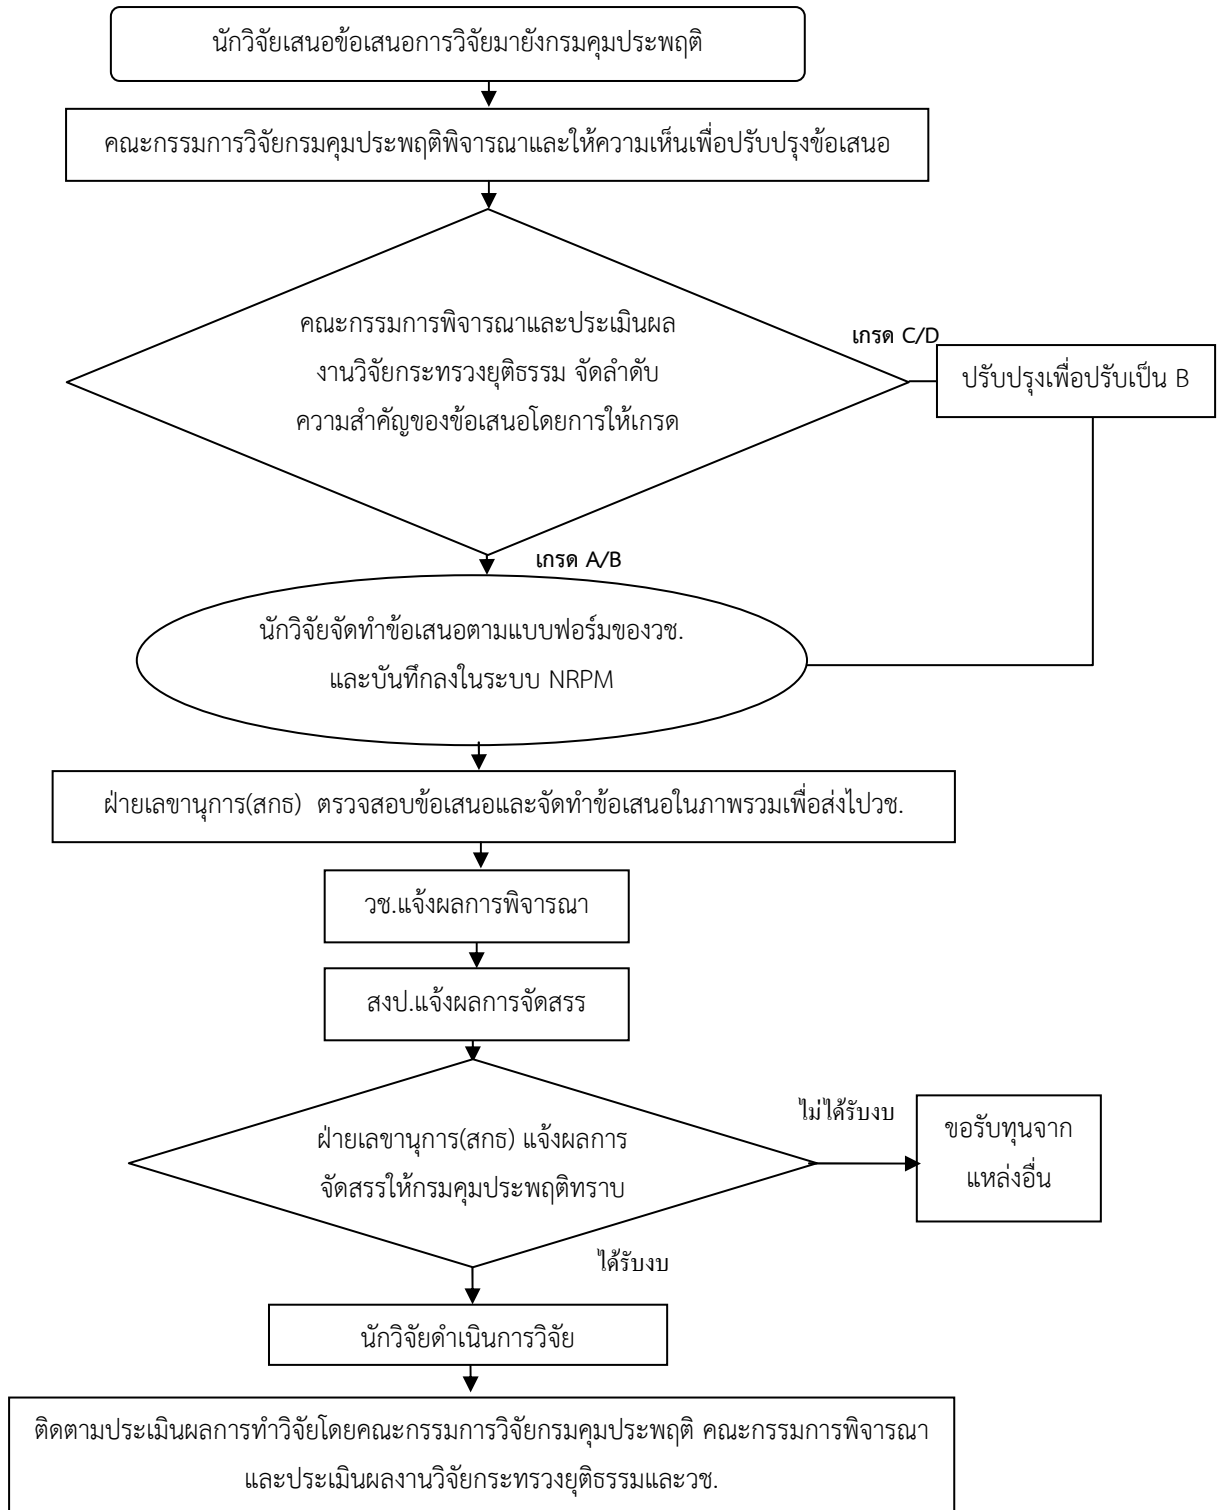 นักวิจัยเสนอข้อเสนอการวิจัยมายังกรมคุมประพฤติ
คณะกรรมการวิจัยกรมคุมประพฤติพิจารณาและให้ความเห็นเพื่อปรับปรุงข้อเสนอ
คณะกรรมการพิจารณาและประเมินผล
งานวิจัยกระทรวงยุติธรรม จัดลำดับ
ความสำคัญของข้อเสนอโดยการให้เกรด
เกรด C/D
ปรับปรุงเพื่อปรับเป็น B
เกรด A/B
นักวิจัยจัดทำข้อเสนอตามแบบฟอร์มของวช.
และบันทึกลงในระบบ NRPM
ฝ่ายเลขานุการ(สกธ) ตรวจสอบข้อเสนอและจัดทำข้อเสนอในภาพรวมเพื่อส่งไปวช.
วช.แจ้งผลการพิจารณา
สงป.แจ้งผลการจัดสรร
ฝ่ายเลขานุการ(สกธ) แจ้งผลการ
จัดสรรให้กรมคุมประพฤติทราบ
ไม่ได้รับงบ
ขอรับทุนจาก
แหล่งอื่น
ได้รับงบ
นักวิจัยดำเนินการวิจัย
ติดตามประเมินผลการทำวิจัยโดยคณะกรรมการวิจัยกรมคุมประพฤติ คณะกรรมการพิจารณา
และประเมินผลงานวิจัยกระทรวงยุติธรรมและวช.